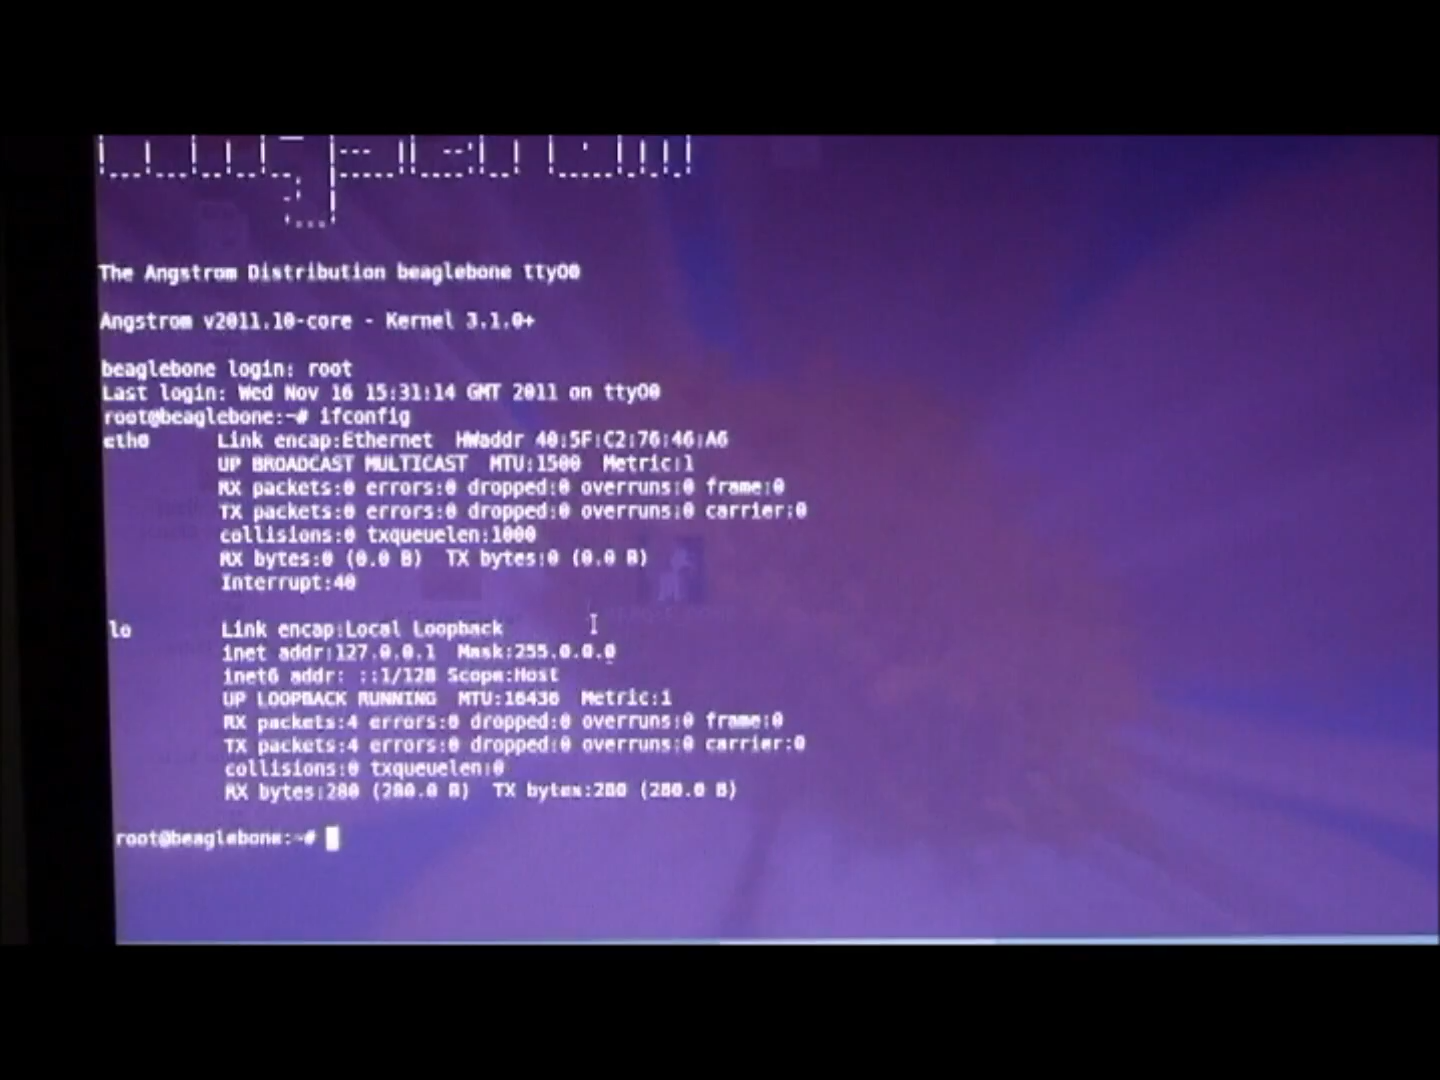 The Angstrom Distribution beaglebone ttyO0
Angstrom v2011.10-core - Kernel 3.1.0+
beaglebone login: root
Last login: Wed Nov 16 15:31:14 GMT 2011 on ttyO0
root@beaglebone:~# ifconfig
eth0 Link encap:Ethernet HWaddr 40:5F:C2:76:46:A6
UP BROADCAST MULTICAST MTU:1500 Metric:1
RX packets:0 errors:0 dropped:0 overruns:0 frame:0
TX packets:0 errors:0 dropped:0 overruns:0 carrier:0
collisions:0 txqueuelen:1000
RX bytes:0 (0.0 B) TX bytes:0 (0.0 B)
Interrupt:40
lo Link encap:Local Loopback
inet addr:127.0.0.1 Mask:255.0.0.0
inet6 addr: ::1/128 Scope:Host
UP LOOPBACK RUNNING MTU:16436 Metric:1
RX packets:4 errors:0 dropped:0 overruns:0 frame:0
TX packets:4 errors:0 dropped:0 overruns:0 carrier:0
collisions:0 txqueuelen:0
RX bytes:280 (280.0 B) TX bytes:280 (280.0 B)
root@beaglebone:~#